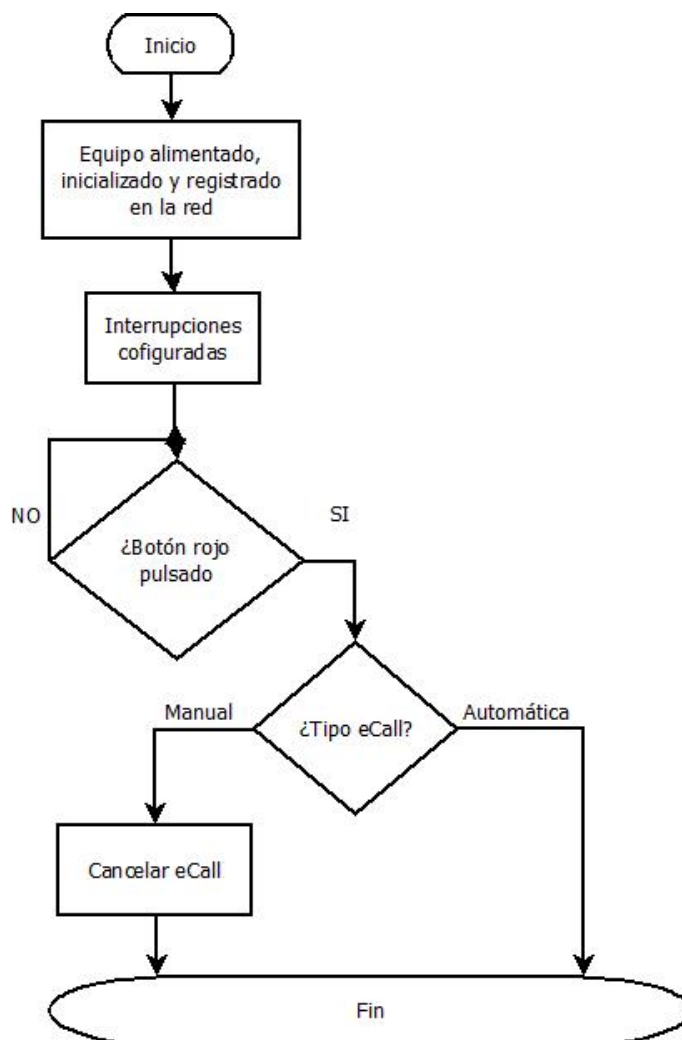 Inicio
Equipo alimentado,
inicializado y registrado
en la red
Interrupciones
cofiguradas
NO
SI
¿Botón rojo
pulsado
Manual
Automática
¿Tipo eCall?
Cancelar eCall
Fin